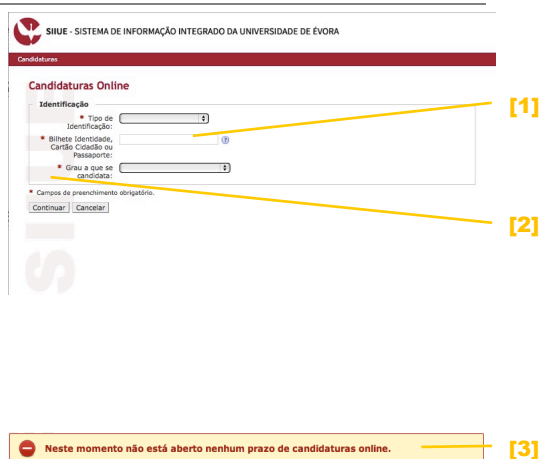 SIIUE - SISTEMA DE INFORMAÇÃO INTEGRADO DA UNIVERSIDADE DE ÉVORA
Candidaturas
Candidaturas Online
Identificação
* Tipo de
Identificação:
[1]
* Bilhete Identidade,
Cartão Cidadão ou
Passaporte:
?
* Grau a que se
candidata:
* Campos de preenchimento obrigatório.
Continuar Cancelar
[2]
SIIUE
Neste momento não está aberto nenhum prazo de candidaturas online.
[3]